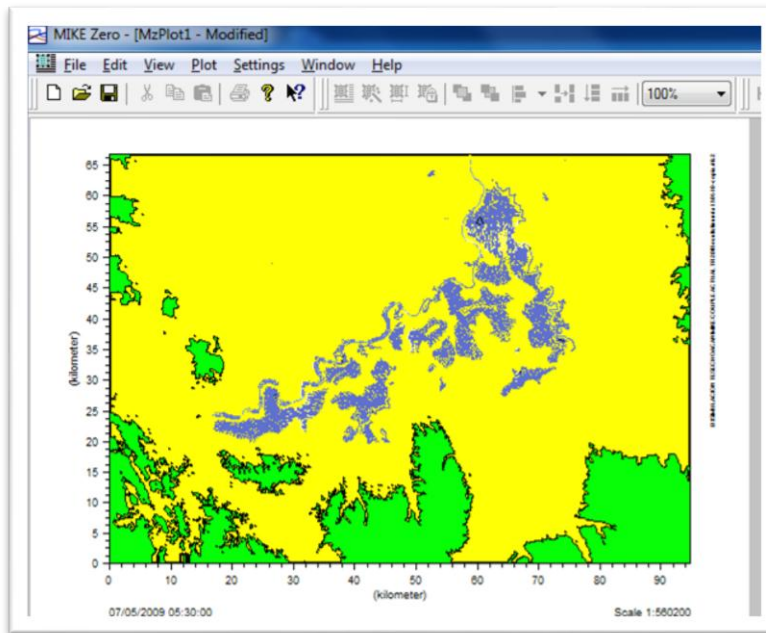 MIKE Zero - [MzPlot1 - Modified]
File Edit View Plot Settings Window Help
100%
65
60
55
50
45
40
35
30
25
20
15
10
5
0
(kilometer)
0 10 20 30 40 50 60 70 80 90
(kilometer)
07/05/2009 05:30:00 Scale 1:560200